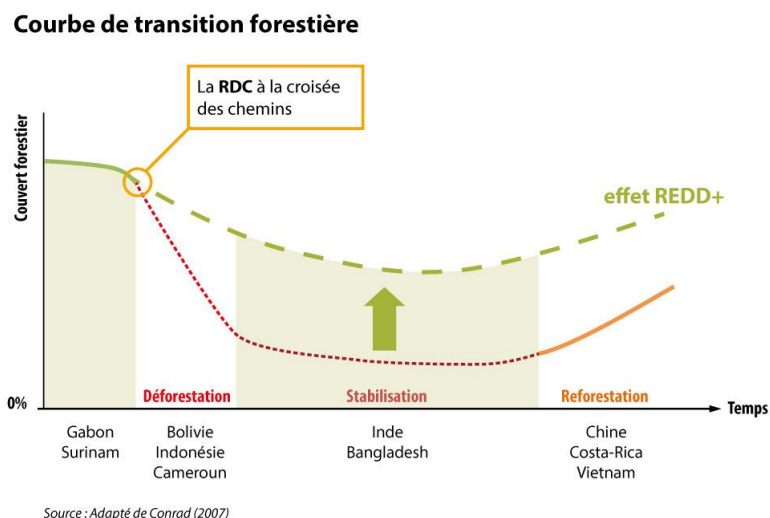 Courbe de transition forestière
La RDC à la croisée
des chemins
Couvert forestier
effet REDD+
0%
Déforestation
Stabilisation
Reforestation
Temps
Gabon
Surinam
Bolivie
Indonésie
Cameroun
Inde
Bangladesh
Chine
Costa-Rica
Vietnam
Source : Adapté de Conrad (2007)